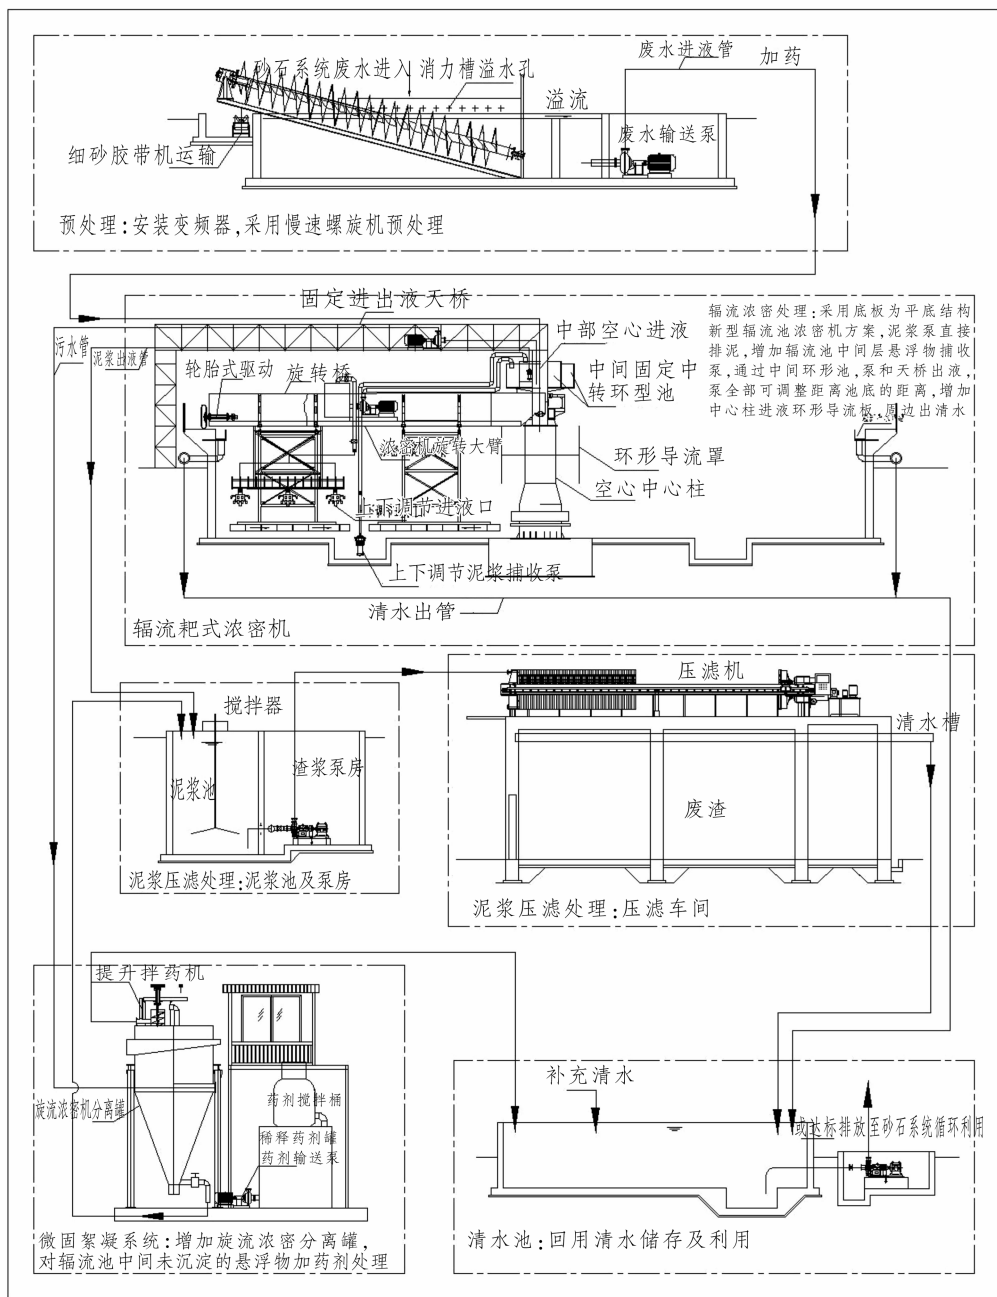 废水进液管
加药
砂石系统废水进入 消力槽溢水孔
溢流
废水输送泵
细砂胶带机运输
预处理:安装变频器,采用慢速螺旋机预处理
固定进出液天桥
辐流浓密处理:采用底板为平底结构
新型辐流池浓密机方案,泥浆泵直接
排泥,增加辐流池中间层悬浮物捕收
泵,通过中间环形池,泵和天桥出液,
泵全部可调整距离池底的距离,增加
中心柱进液环形导流板,周边出清水
污水管
泥浆出液管
中部空心进液
轮胎式驱动
旋转桥
中间固定中
转环型池
浓密机旋转大臂
环形导流罩
空心中心柱
上下调节进液口
上下调节泥浆捕收泵
清水出管
辐流耙式浓密机
压滤机
搅拌器
清水槽
渣浆泵房
泥浆池
废渣
泥浆压滤处理:泥浆池及泵房
泥浆压滤处理:压滤车间
提升拌药机
补充清水
药剂搅拌桶
旋流浓密机分离罐
或达标排放至砂石系统循环利用
稀释药剂罐
药剂输送泵
微固絮凝系统:增加旋流浓密分离罐,
对辐流池中间未沉淀的悬浮物加药剂处理
清水池:回用清水储存及利用